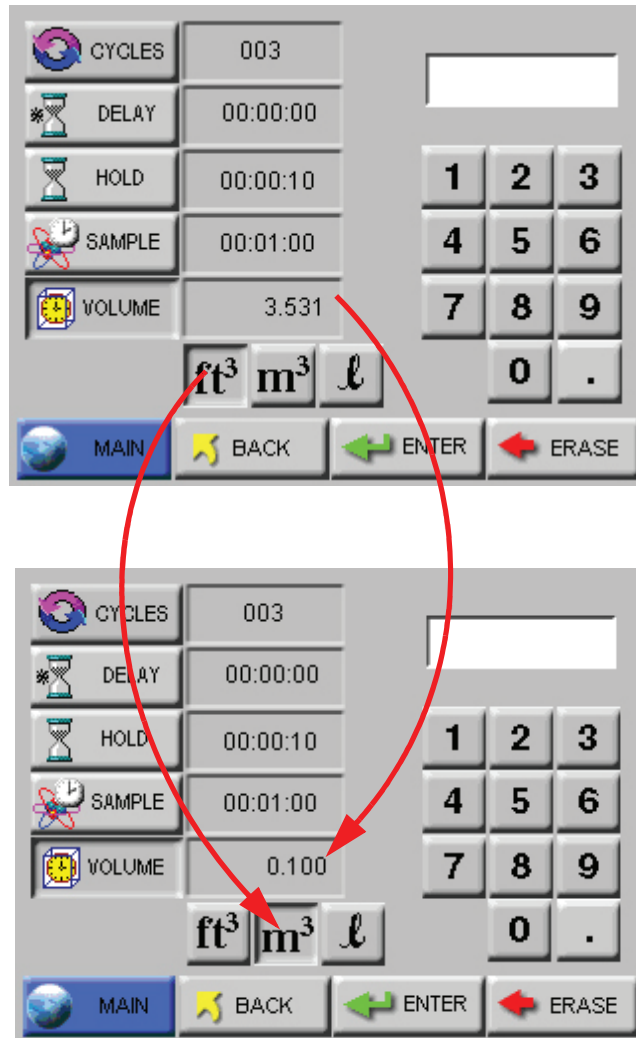 CYCLES 003
DELAY 00:00:00
HOLD 00:00:10 1 2 3
SAMPLE 00:01:00 4 5 6
VOLUME 3.531 7 8 9
ft³ m³ ℓ 0 .
MAIN BACK ENTER ERASE
CYCLES 003
DELAY 00:00:00
HOLD 00:00:10 1 2 3
SAMPLE 00:01:00 4 5 6
VOLUME 0.100 7 8 9
ft³ m³ ℓ 0 .
MAIN BACK ENTER ERASE